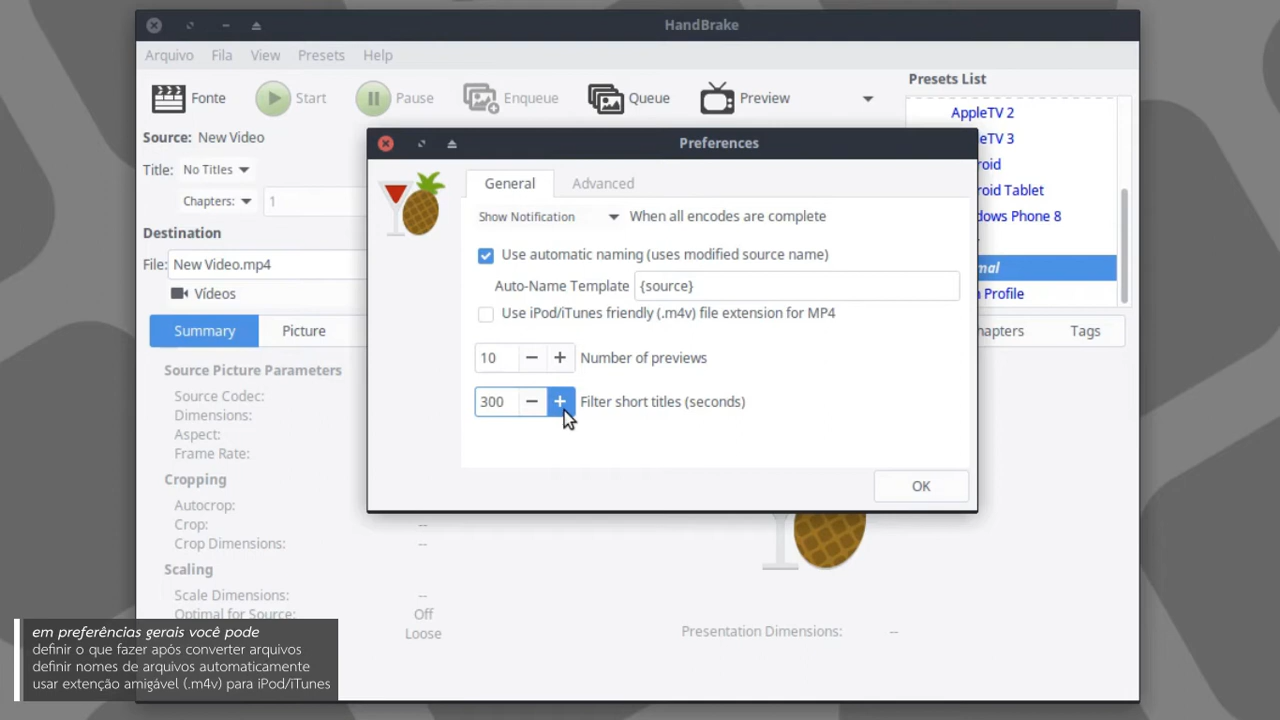 HandBrake
Arquivo Fila View Presets Help
Fonte Start Pause Enqueue Queue Preview
Presets List
AppleTV 2
eTV 3
oid
oid Tablet
dows Phone 8
mal
Profile
Source: New Video
Title: No Titles
Chapters: 1
Destination
File: New Video.mp4
Vídeos
Summary Picture
hapters Tags
Preferences
General Advanced
Show Notification When all encodes are complete
Use automatic naming (uses modified source name)
Auto-Name Template {source}
Use iPod/iTunes friendly (.m4v) file extension for MP4
10 − + Number of previews
300 − + Filter short titles (seconds)
OK
Source Picture Parameters
Source Codec:
Dimensions:
Aspect:
Frame Rate:
Cropping
Autocrop:
Crop: --
Crop Dimensions: --
Scaling
Scale Dimensions: --
Optimal for Source: Off
Loose
Presentation Dimensions: --
em preferências gerais você pode
definir o que fazer após converter arquivos
definir nomes de arquivos automaticamente
usar extenção amigável (.m4v) para iPod/iTunes